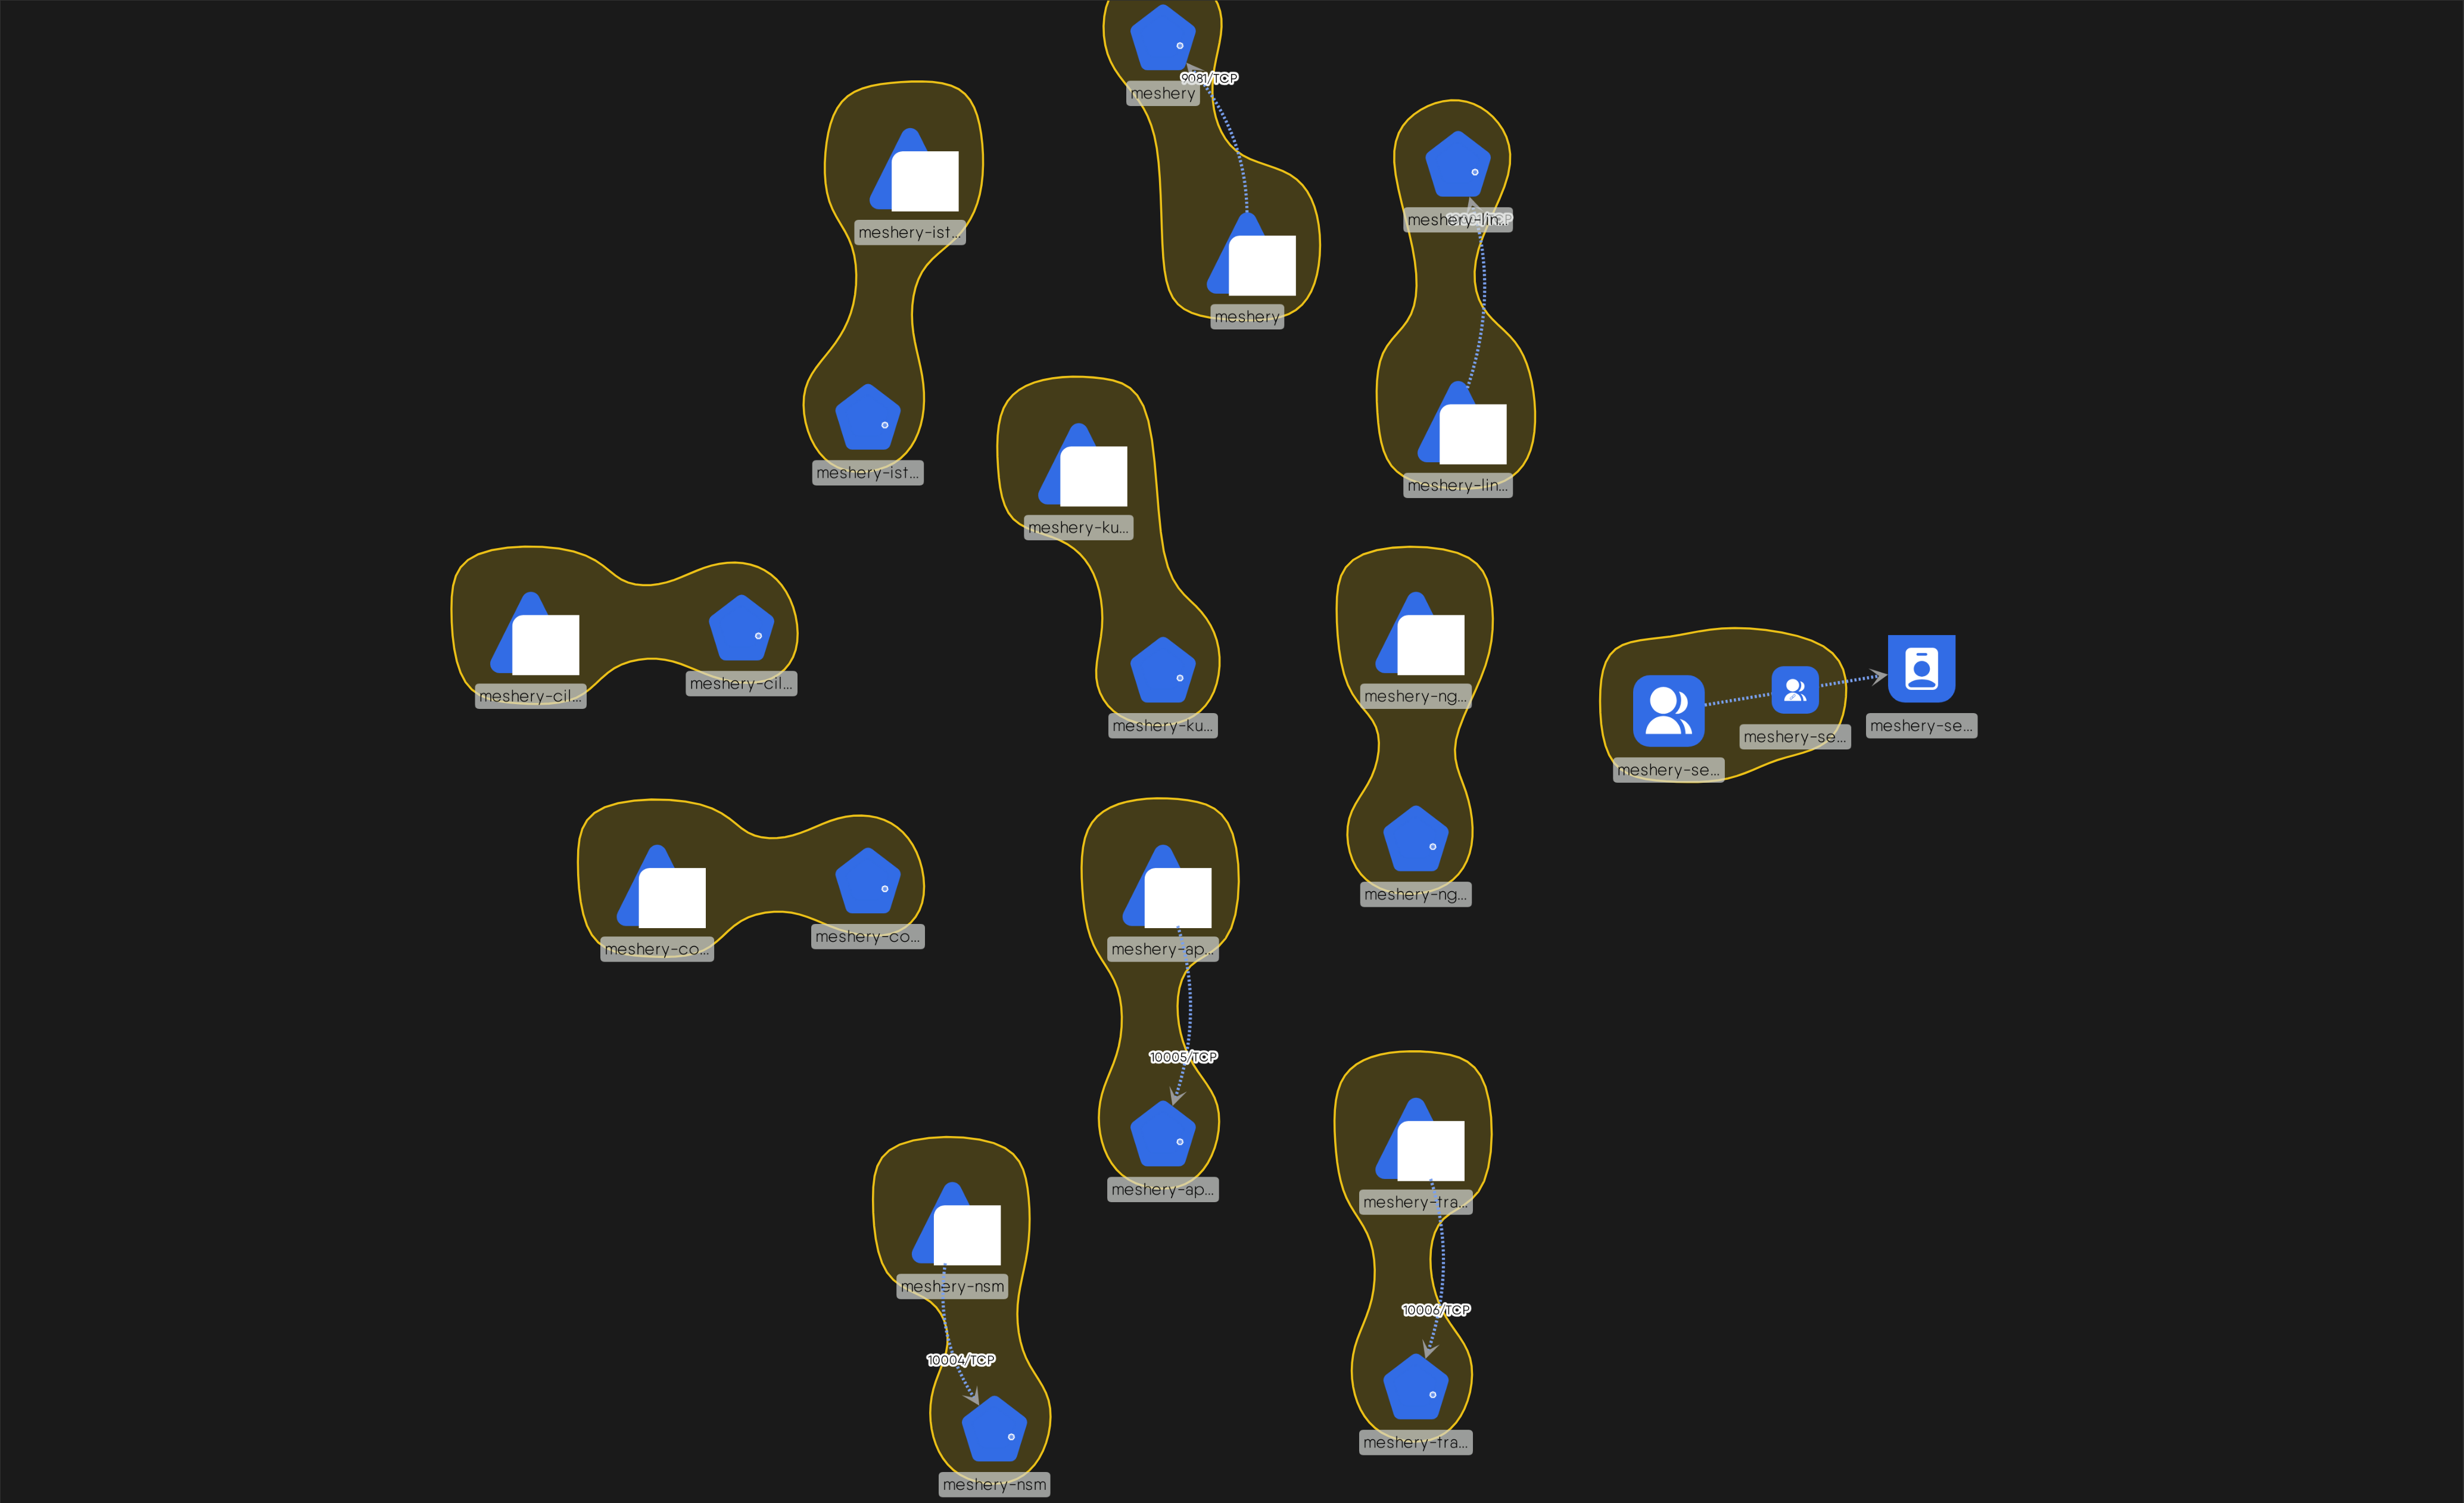 meshery
9081/TCP
meshery-ist...
meshery-lin...
meshery
meshery-ist...
meshery-lin...
meshery-ku...
meshery-cil...
meshery-cil...
meshery-ku...
meshery-ng...
meshery-se...
meshery-se...
meshery-se...
meshery-ng...
meshery-co...
meshery-co...
meshery-ap...
10005/TCP
meshery-ap...
meshery-tra...
meshery-nsm
10006/TCP
10004/TCP
meshery-tra...
meshery-nsm